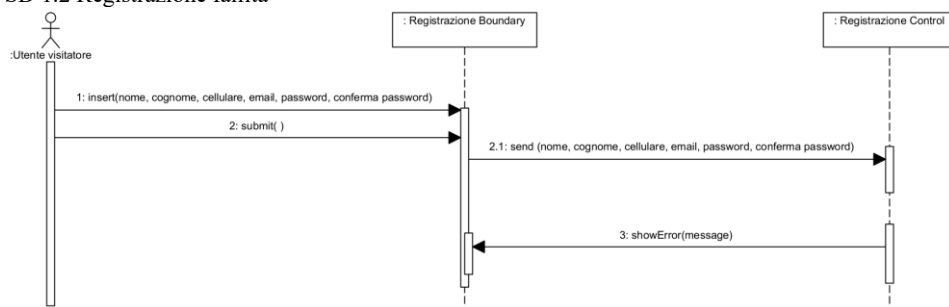 SD 1.2 Registrazione fallita
: Registrazione Boundary
: Registrazione Control
:Utente visitatore
1: insert(nome, cognome, cellulare, email, password, conferma password)
2: submit( )
2.1: send (nome, cognome, cellulare, email, password, conferma password)
3: showError(message)